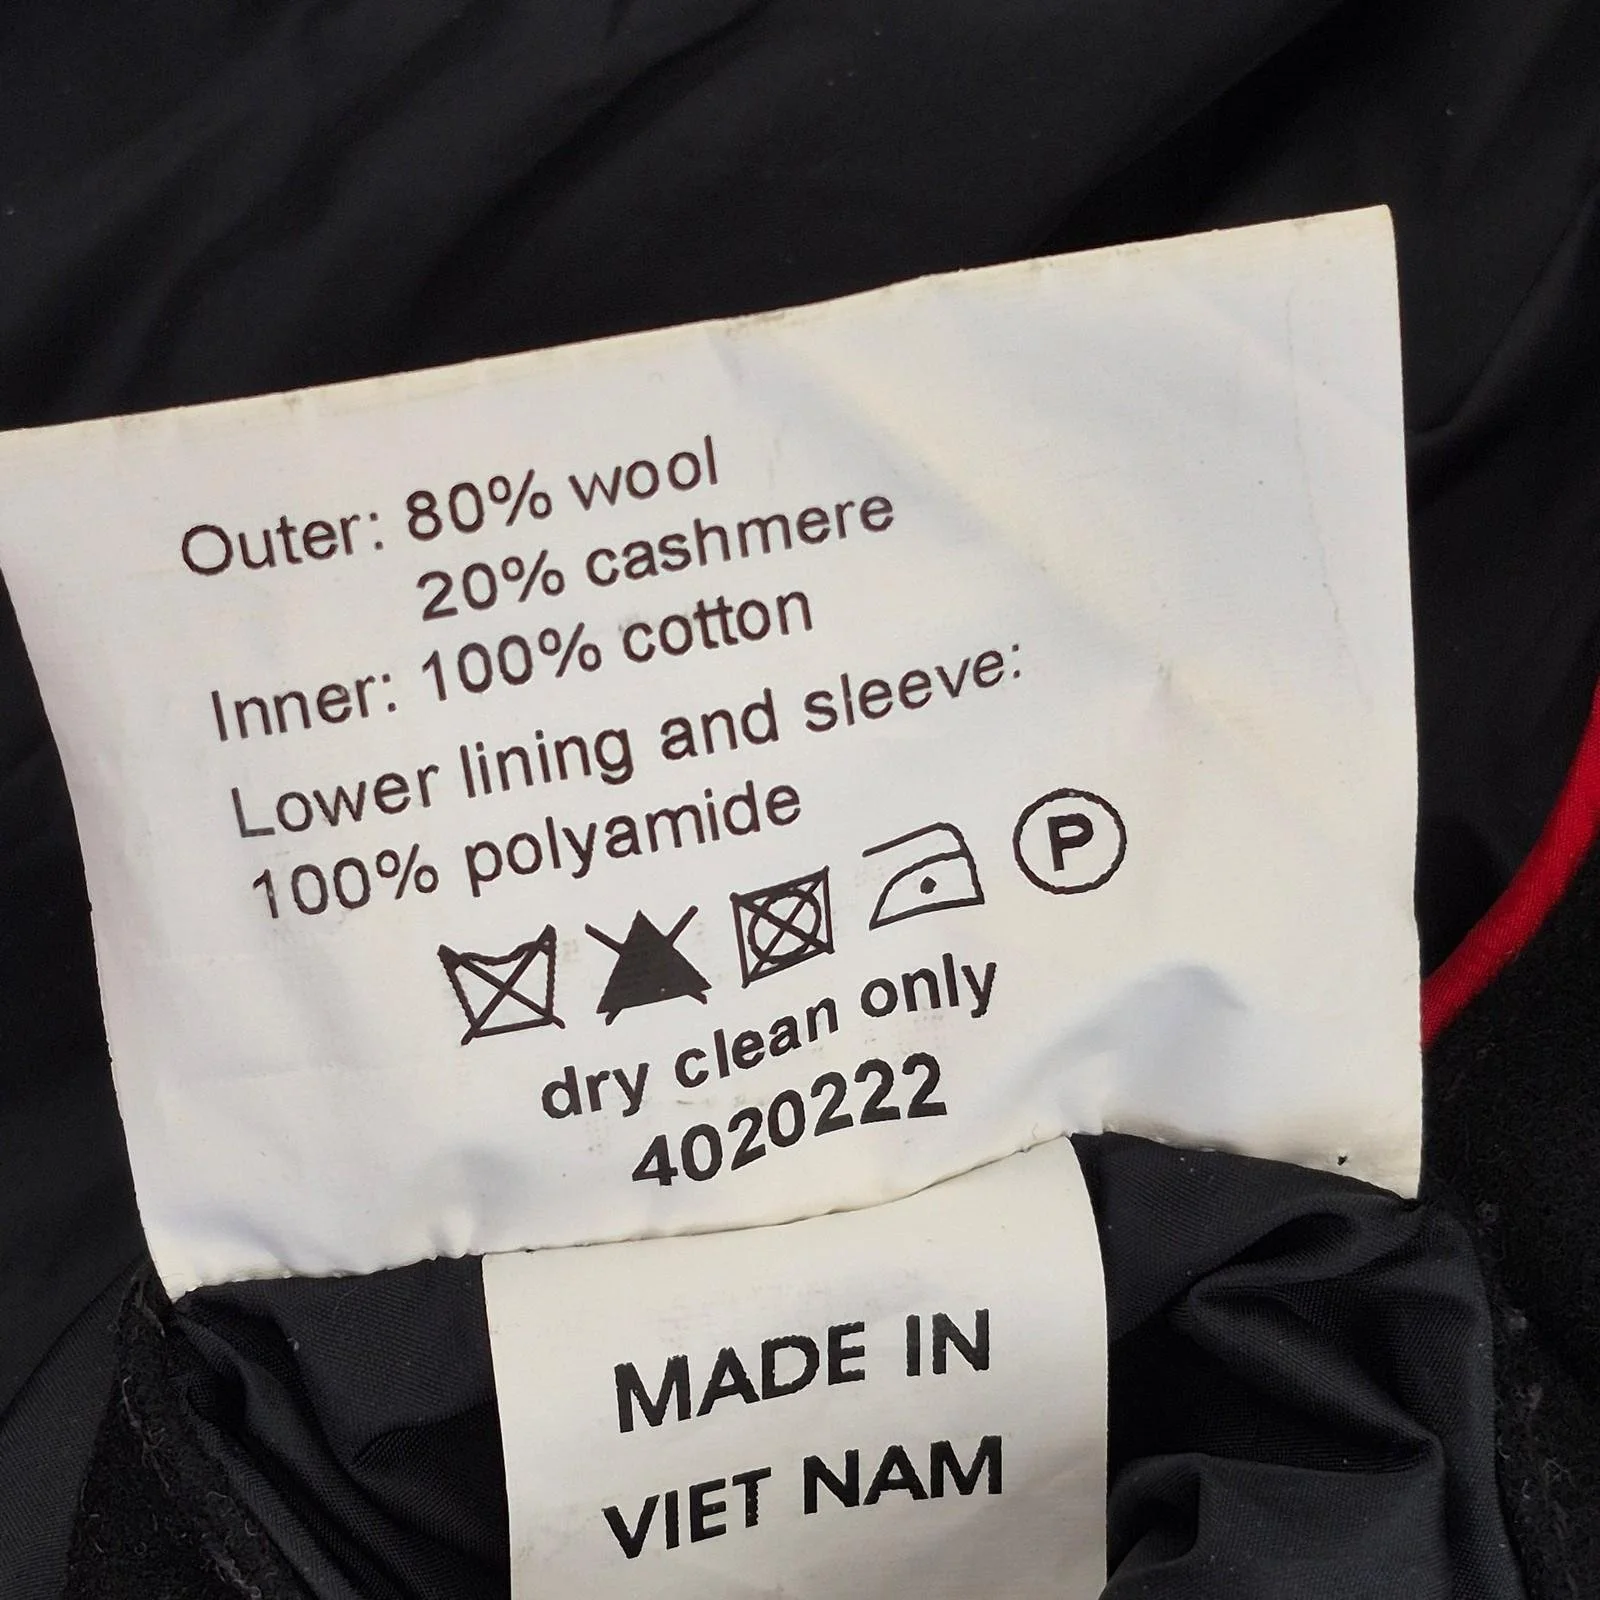 Outer: 80% wool
20% cashmere
Inner: 100% cotton
Lower lining and sleeve:
100% polyamide
P
dry clean only
4020222
MADE IN
VIET NAM